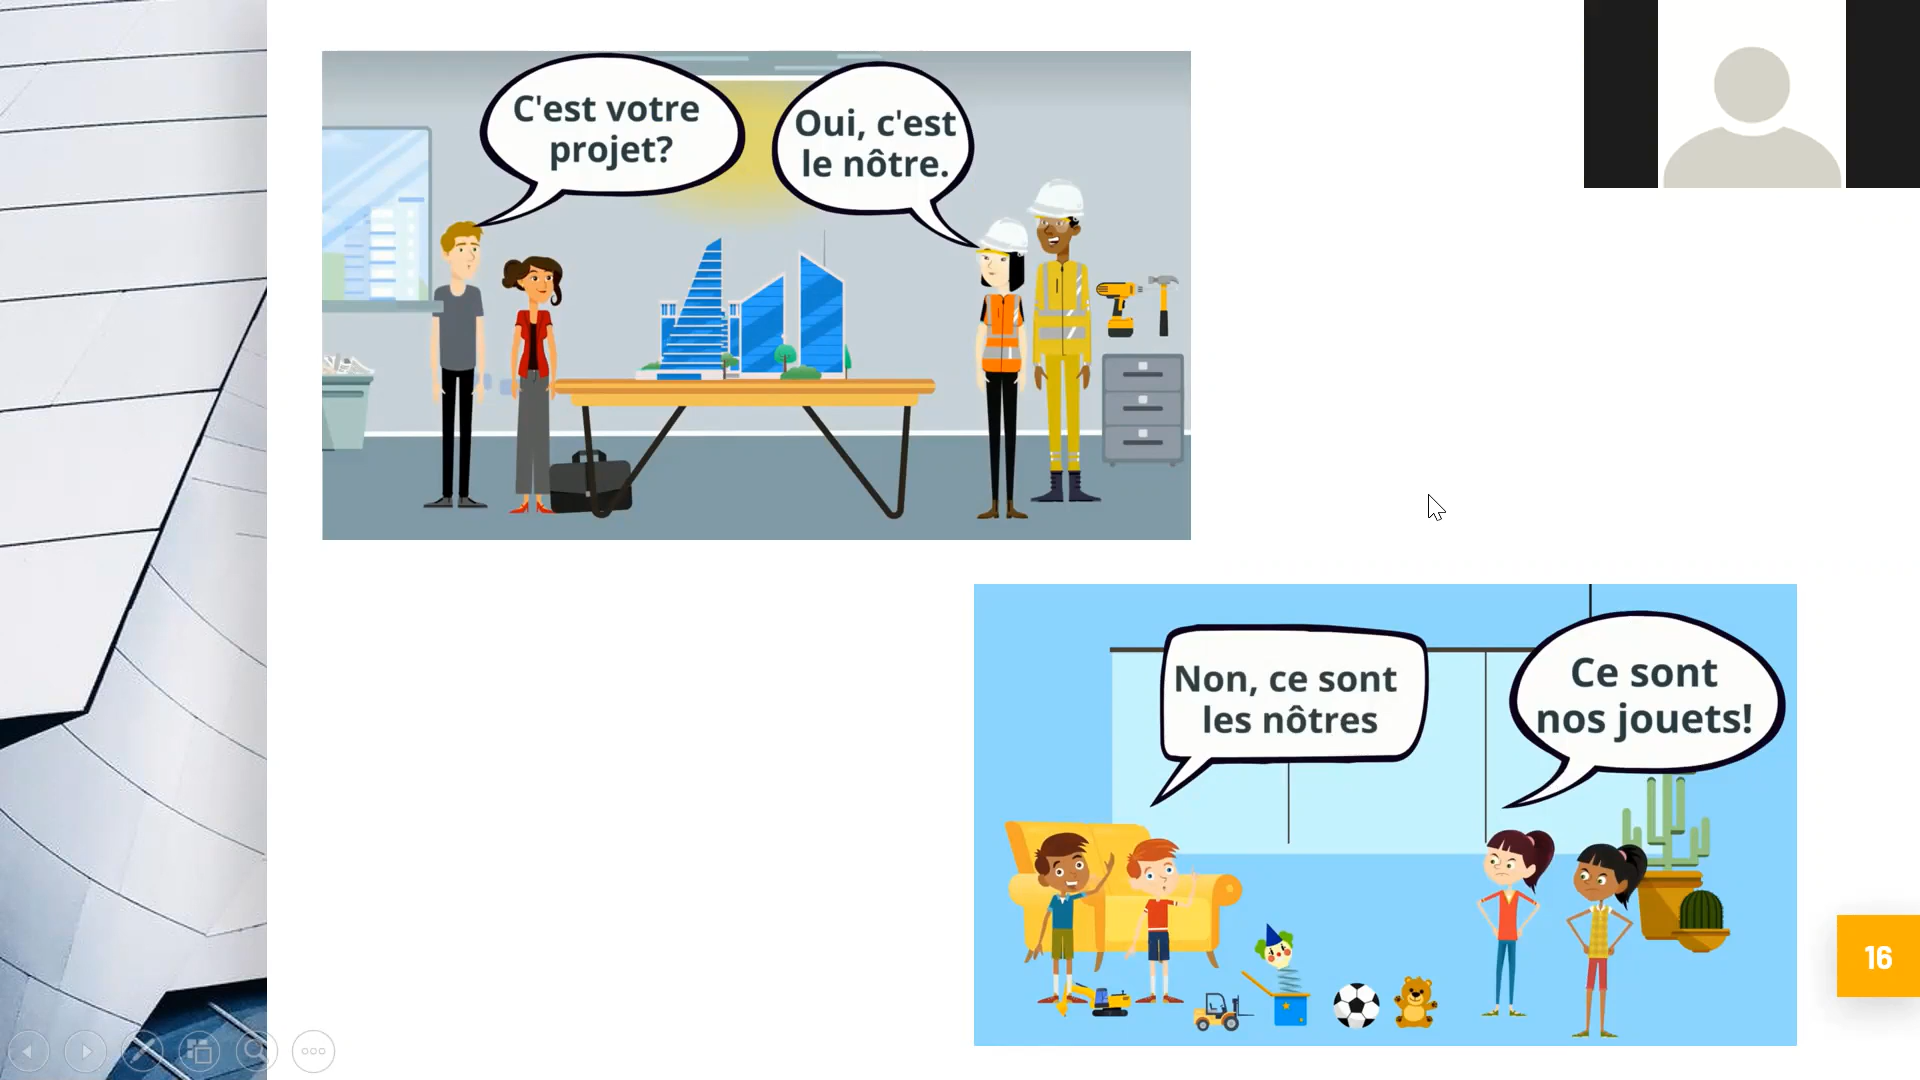 C'est votre
projet?
Oui, c'est
le nôtre.
Non, ce sont
les nôtres
Ce sont
nos jouets!
16